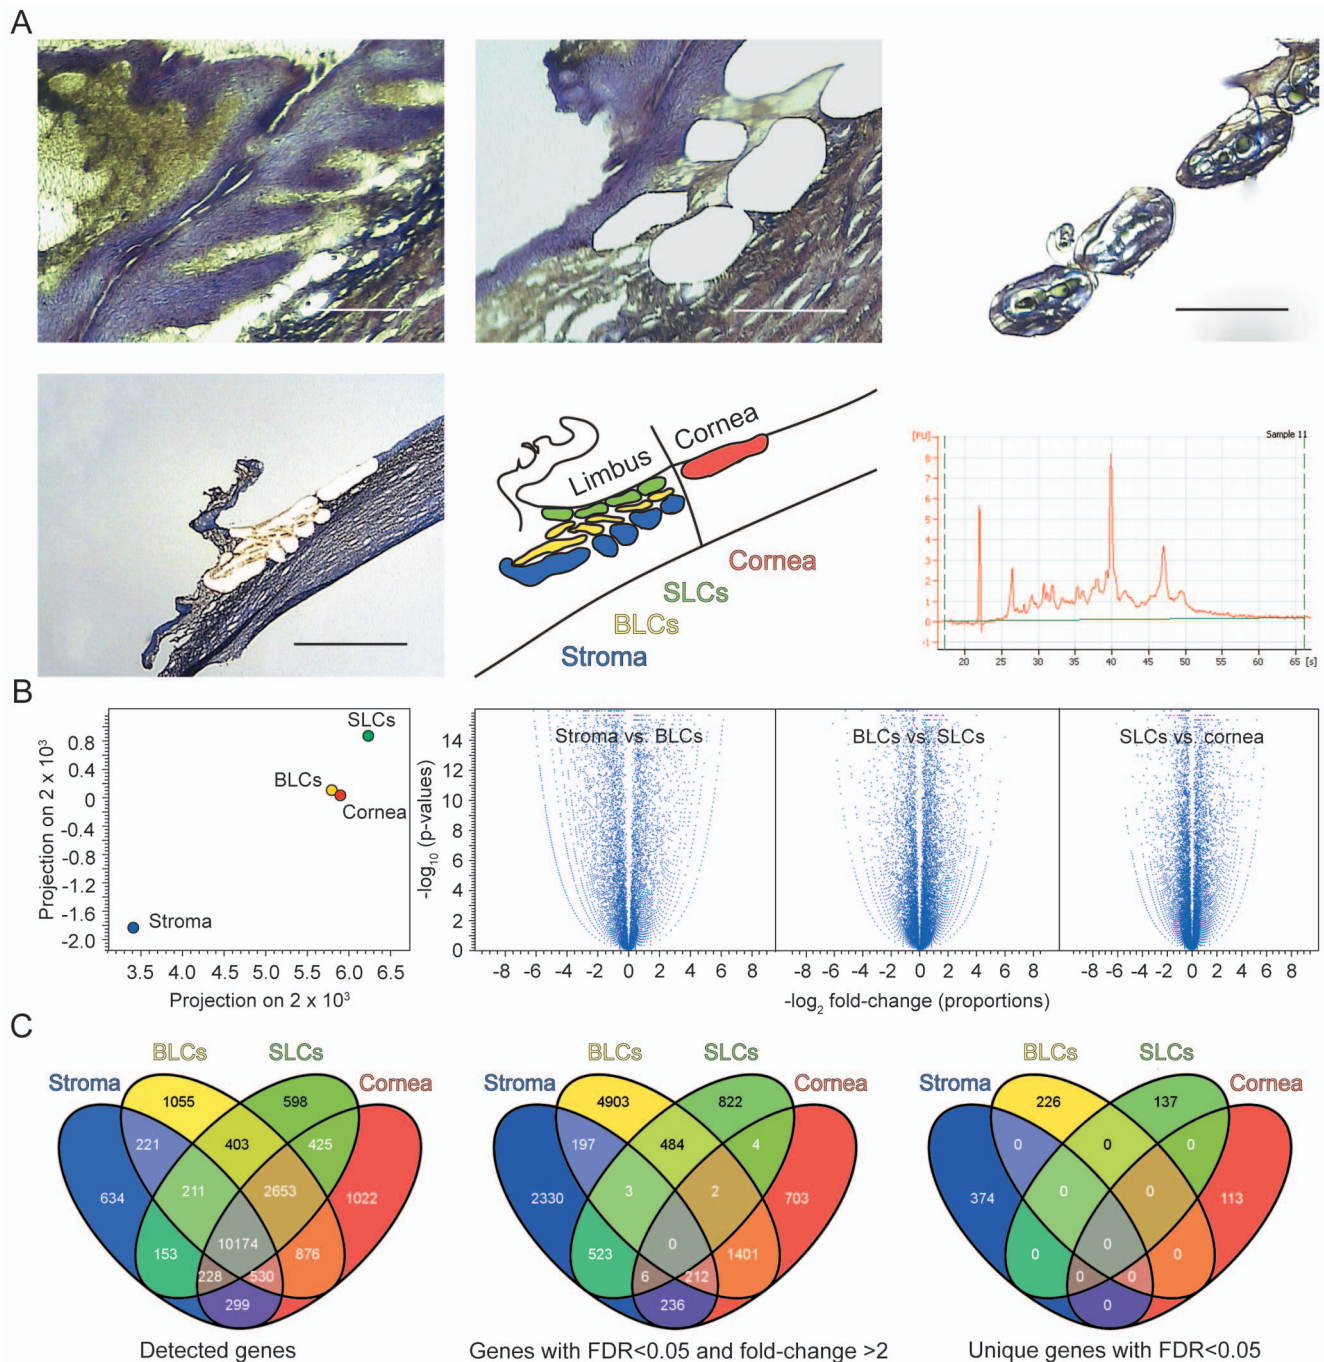 A
[FU]
Sample 11
8
7
6
5
4
3
2
1
0
-1
20 25 30 35 40 45 50 55 60 65 [s]
Limbus
Cornea
Cornea
SLCs
BLCs
Stroma
B
Projection on 2 x 10³
0.8
0.4
0
-0.4
-0.8
-1.2
-1.6
-2.0
SLCs
BLCs
Cornea
Stroma
3.5 4.5 5.0 6.0 6.5
Projection on 2 x 10³
-log₁₀ (p-values)
14
12
10
8
6
4
2
0
Stroma vs. BLCs
BLCs vs. SLCs
SLCs vs. cornea
-8 -6 -4 -2 0 2 4 6
-8 -6 -4 -2 0 2 4 6
-8 -6 -4 -2 0 2 4 6 8
-log₂ fold-change (proportions)
C
BLCs SLCs
Stroma Cornea
1055 598
221 403 425
634 211 2653 1022
153 10174 876
228 530
299
Detected genes
BLCs SLCs
Stroma Cornea
4903 822
197 484 4
2330 3 2 703
523 0 1401
6 212
236
Genes with FDR<0.05 and fold-change >2
BLCs SLCs
Stroma Cornea
226 137
0 0 0
374 0 0 113
0 0 0
0 0
0
Unique genes with FDR<0.05